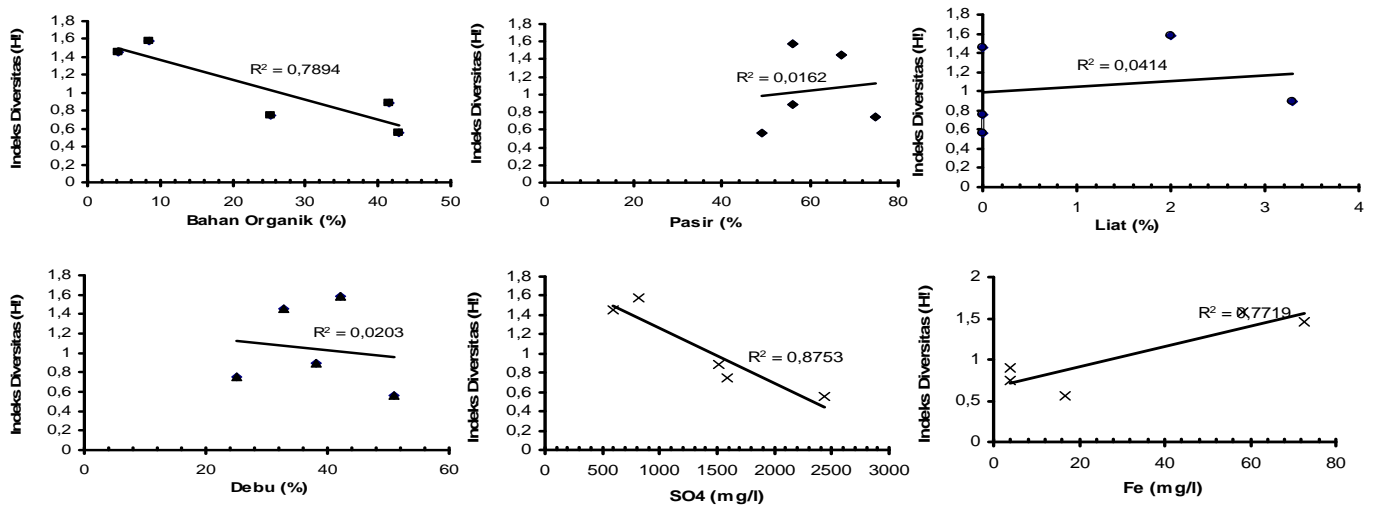 Indeks Diversitas (H!)
1,8
1,6
1,4
1,2
1
0,8
0,6
0,4
0,2
0
R² = 0,7894
0 10 20 30 40 50
Bahan Organik (%)
Indeks Diversitas (H!)
1,8
1,6
1,4
1,2
1
0,8
0,6
0,4
0,2
0
R² = 0,0162
0 20 40 60 80
Pasir (%
Indeks Diversitas (H!)
1,8
1,6
1,4
1,2
1
0,8
0,6
0,4
0,2
0
R² = 0,0414
0 1 2 3 4
Liat (%)
Indeks Diversitas (H!)
1,8
1,6
1,4
1,2
1
0,8
0,6
0,4
0,2
0
R² = 0,0203
0 20 40 60
Debu (%)
Indeks Diversitas (H!)
1,8
1,6
1,4
1,2
1
0,8
0,6
0,4
0,2
0
R² = 0,8753
0 500 1000 1500 2000 2500 3000
SO4 (mg/l)
Indeks Diversitas (H!)
2
1,5
1
0,5
0
R² = 0,7719
0 20 40 60 80
Fe (mg/l)